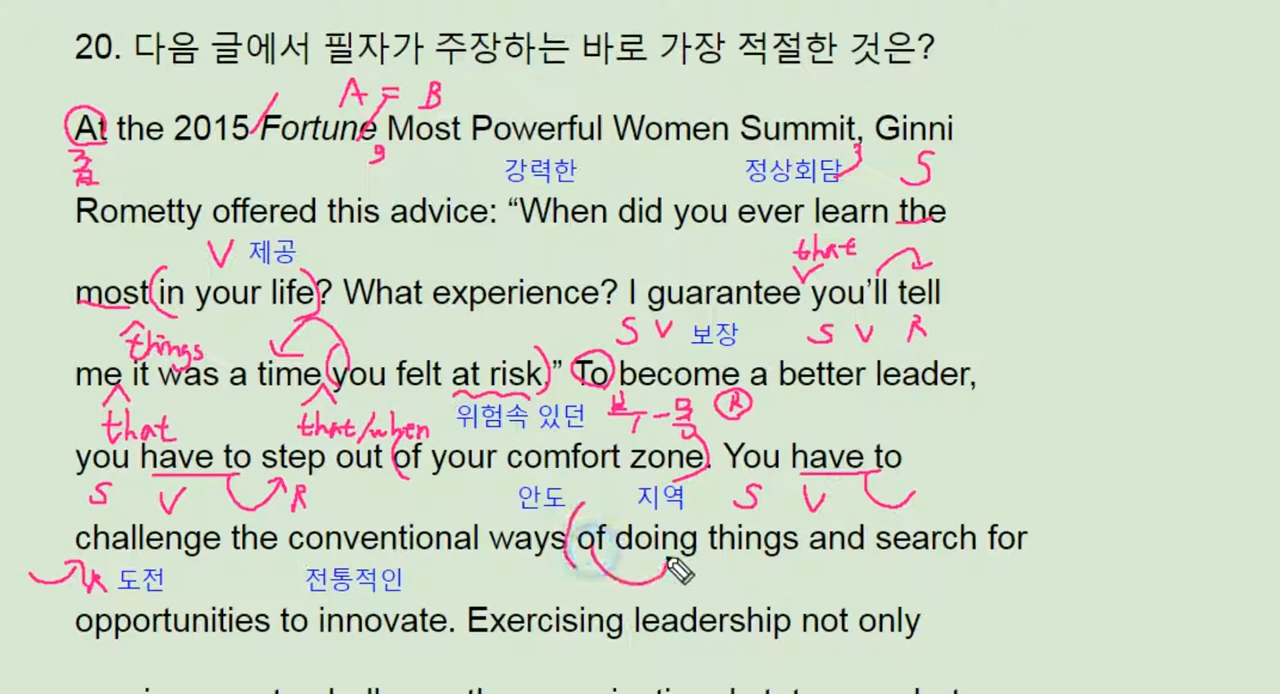 20. 다음 글에서 필자가 주장하는 바로 가장 적절한 것은?
A = B
At the 2015 Fortune, Most Powerful Women Summit, Ginni
강력한 정상회담 S
Rometty offered this advice: “When did you ever learn the
V 제공 that
most in your life? What experience? I guarantee you’ll tell
things S V 보장 S V R
me it was a time you felt at risk.” To become a better leader,
that that/when 위험속 있던 R
you have to step out of your comfort zone. You have to
S V R 안도 지역 S V
challenge the conventional ways of doing things and search for
R 도전 전통적인
opportunities to innovate. Exercising leadership not only